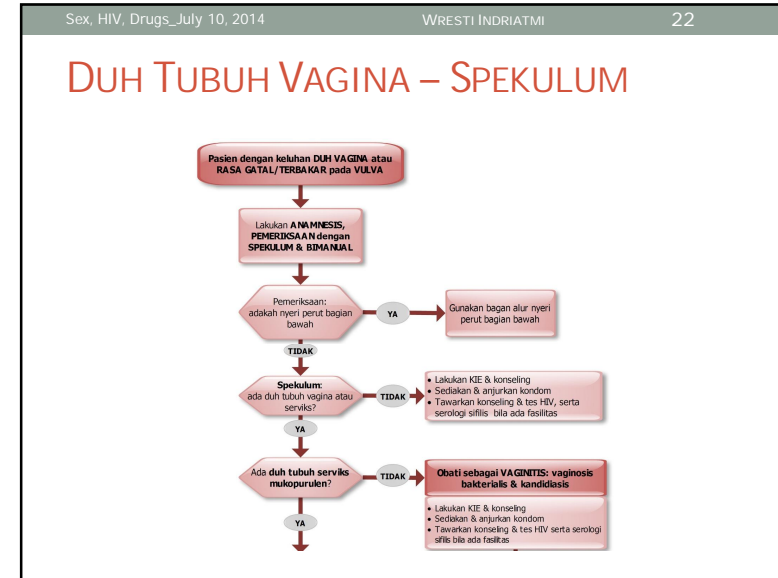 Sex, HIV, Drugs_July 10, 2014 WRESTI INDRIATMI 22
DUH TUBUH VAGINA – SPEKULUM
Pasien dengan keluhan DUH VAGINA atau
RASA GATAL/TERBAKAR pada VULVA
Lakukan ANAMNESIS,
PEMERIKSAAN dengan
SPEKULUM & BIMANUAL
Pemeriksaan:
adakah nyeri perut bagian
bawah
YA
Gunakan bagan alur nyeri
perut bagian bawah
TIDAK
Spekulum:
ada duh tubuh vagina atau
serviks?
TIDAK
• Lakukan KIE & konseling
• Sediakan & anjurkan kondom
• Tawarkan konseling & tes HIV, serta
serologi sifilis bila ada fasilitas
YA
Ada duh tubuh serviks
mukopurulen?
TIDAK
Obati sebagai VAGINITIS: vaginosis
bakterialis & kandidiasis
• Lakukan KIE & konseling
• Sediakan & anjurkan kondom
• Tawarkan konseling & tes HIV serta serologi
sifilis bila ada fasilitas
YA